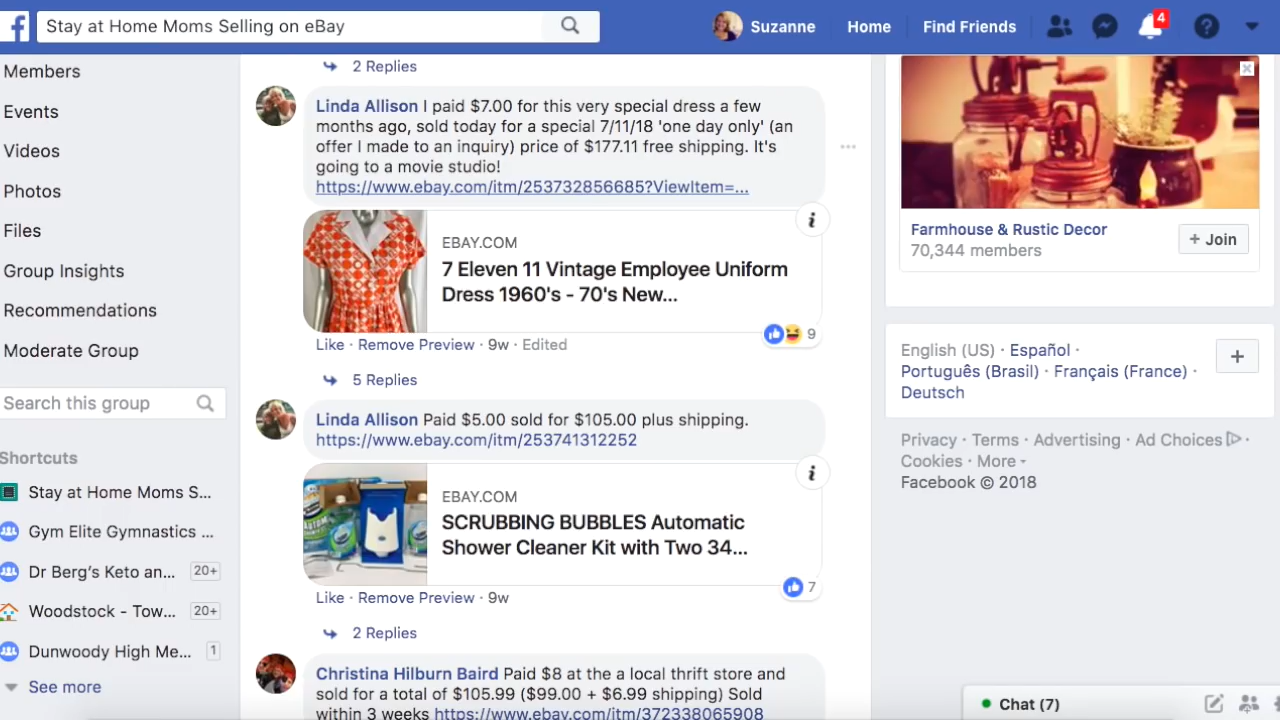 f Stay at Home Moms Selling on eBay
Suzanne Home Find Friends 4
Members
Events
Videos
Photos
Files
Group Insights
Recommendations
Moderate Group
Search this group
Shortcuts
Stay at Home Moms S...
Gym Elite Gymnastics ...
Dr Berg's Keto an... 20+
Woodstock - Tow... 20+
Dunwoody High Me... 1
See more
2 Replies
Linda Allison I paid $7.00 for this very special dress a few
months ago, sold today for a special 7/11/18 'one day only' (an
offer I made to an inquiry) price of $177.11 free shipping. It's
going to a movie studio!
https://www.ebay.com/itm/253732856685?ViewItem=...
EBAY.COM
7 Eleven 11 Vintage Employee Uniform
Dress 1960's - 70's New...
9
Like · Remove Preview · 9w · Edited
5 Replies
Linda Allison Paid $5.00 sold for $105.00 plus shipping.
https://www.ebay.com/itm/253741312252
EBAY.COM
SCRUBBING BUBBLES Automatic
Shower Cleaner Kit with Two 34...
7
Like · Remove Preview · 9w
2 Replies
Christina Hilburn Baird Paid $8 at the a local thrift store and
sold for a total of $105.99 ($99.00 + $6.99 shipping) Sold
within 3 weeks https://www.ebay.com/itm/372338065908
Farmhouse & Rustic Decor
70,344 members
+ Join
English (US) · Español ·
Português (Brasil) · Français (France) ·
Deutsch
Privacy · Terms · Advertising · Ad Choices ·
Cookies · More
Facebook © 2018
Chat (7)